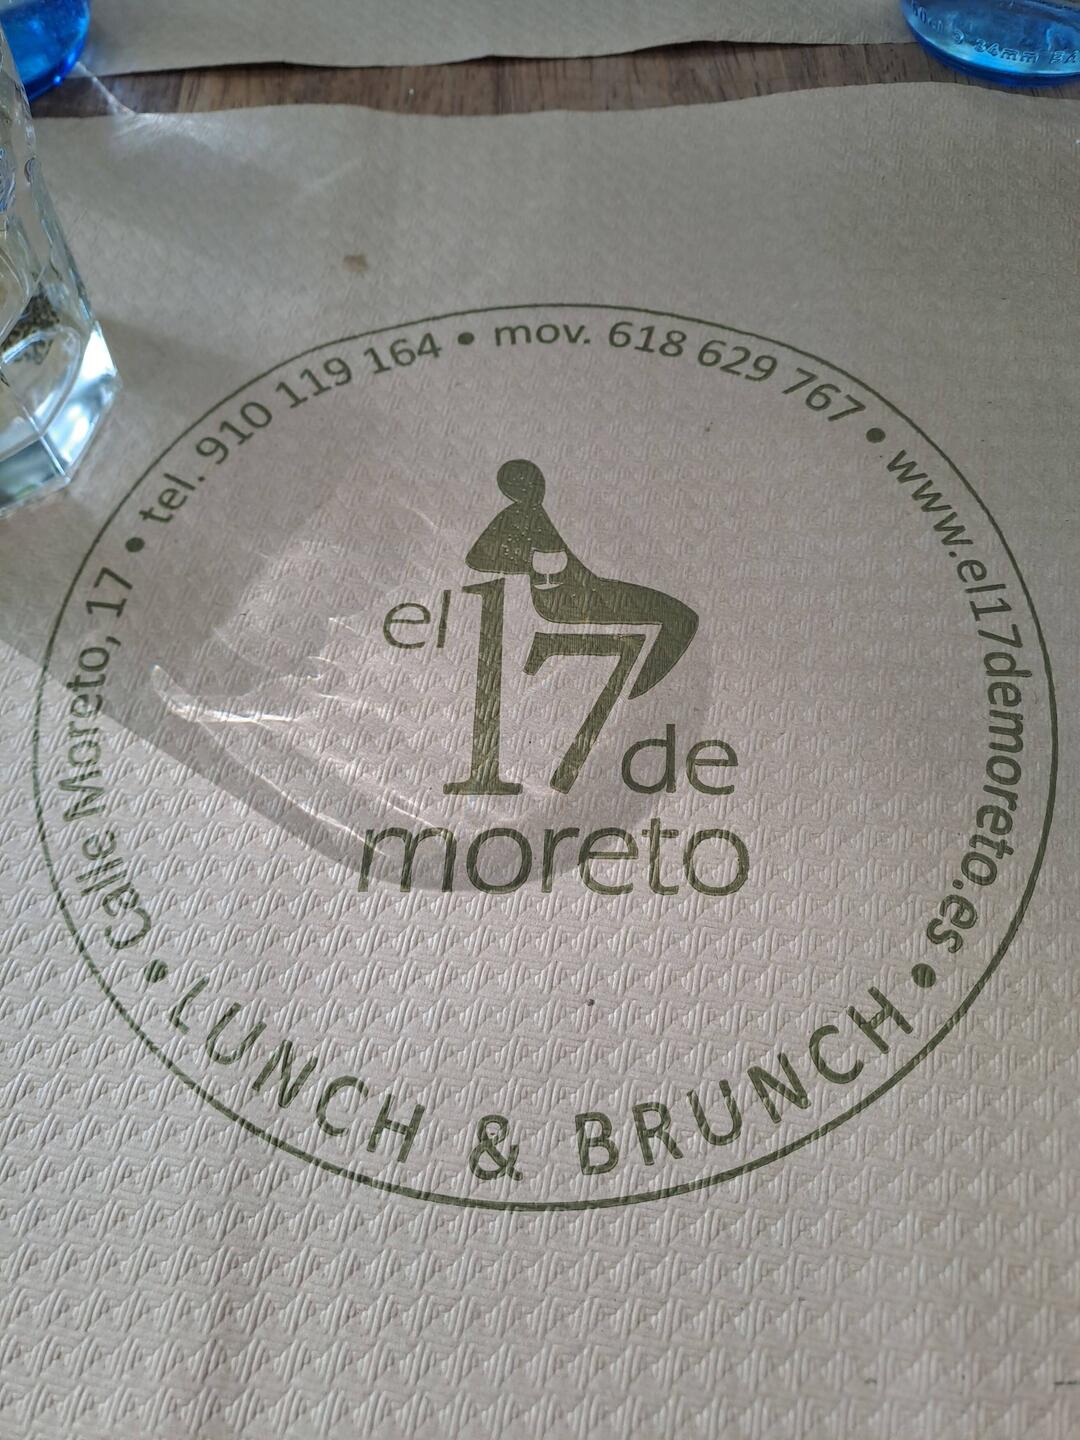 Calle Moreto, 17 • tel. 910 119 164 • mov. 618 629 767 • www.el17demoreto.es •
el 17 de
moreto
LUNCH & BRUNCH •